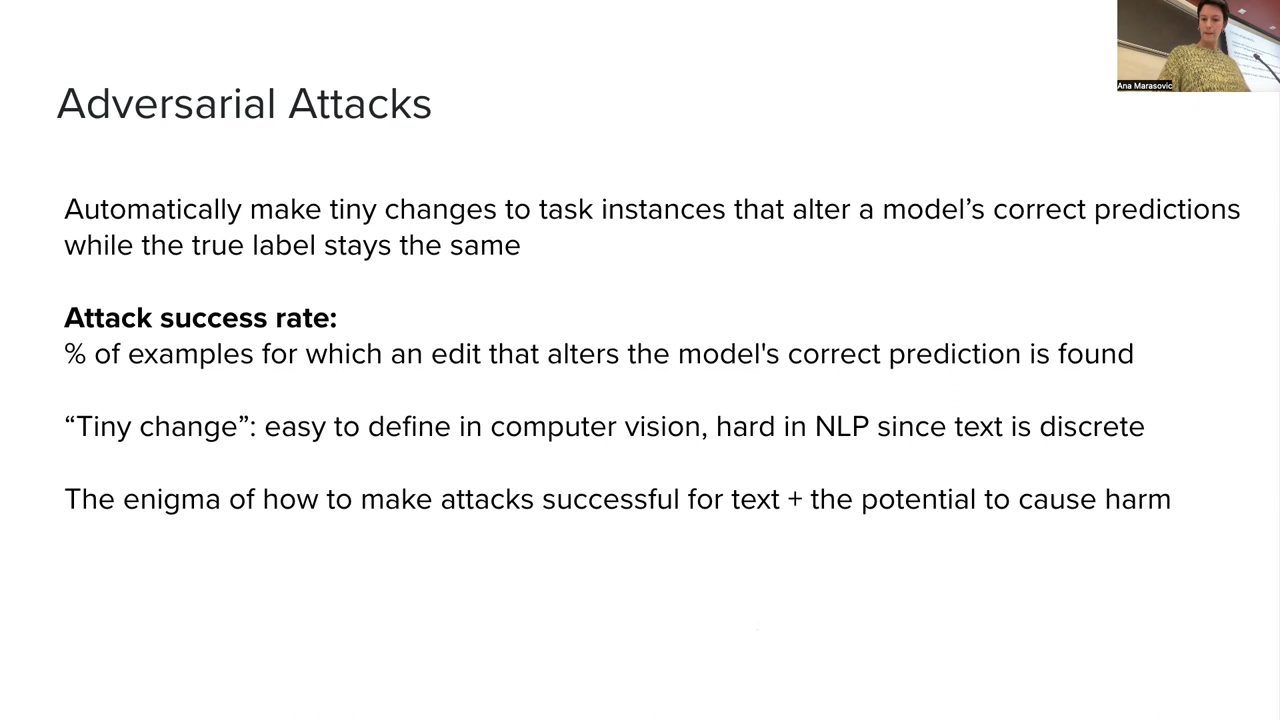 Adversarial Attacks
Ana Marasovic
Automatically make tiny changes to task instances that alter a model’s correct predictions
while the true label stays the same
Attack success rate:
% of examples for which an edit that alters the model's correct prediction is found
“Tiny change”: easy to define in computer vision, hard in NLP since text is discrete
The enigma of how to make attacks successful for text + the potential to cause harm